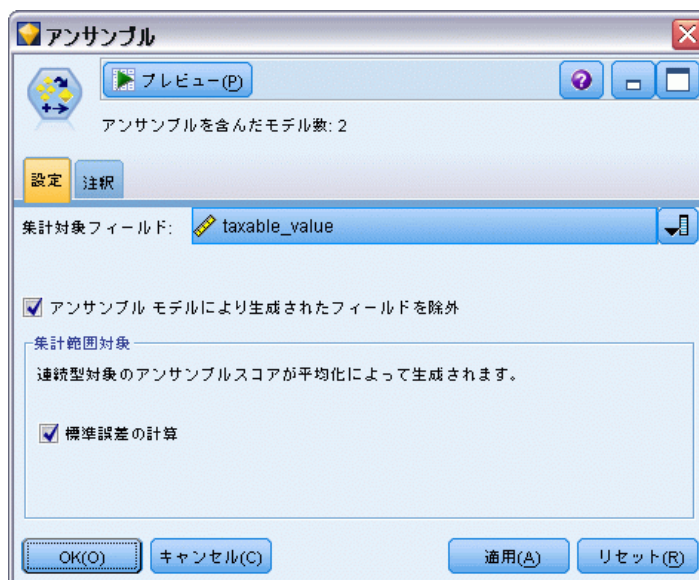 アンサンブル
プレビュー(P)
アンサンブルを含んだモデル数: 2
設定
注釈
集計対象フィールド:
taxable_value
アンサンブル モデルにより生成されたフィールドを除外
集計範囲対象
連続型対象のアンサンブルスコアが平均化によって生成されます。
標準誤差の計算
OK(O)
キャンセル(C)
適用(A)
リセット(R)